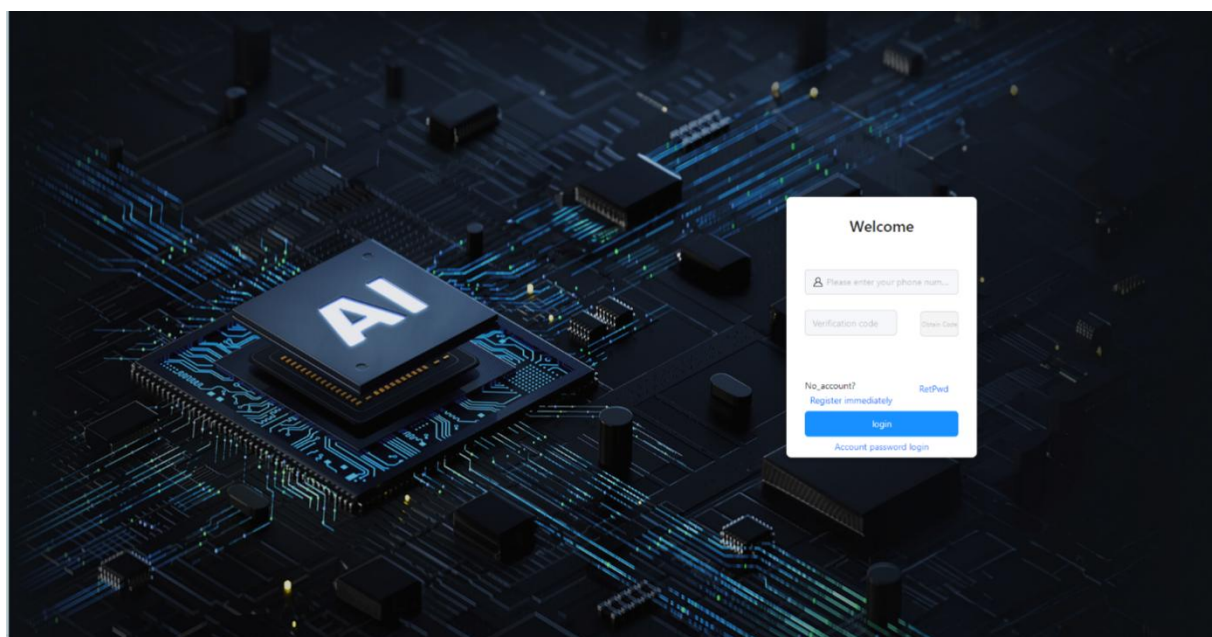 AI
Welcome
Please enter your phone num...
Verification code
Obtain Code
No_account?
RetPwd
Register immediately
login
Account password login